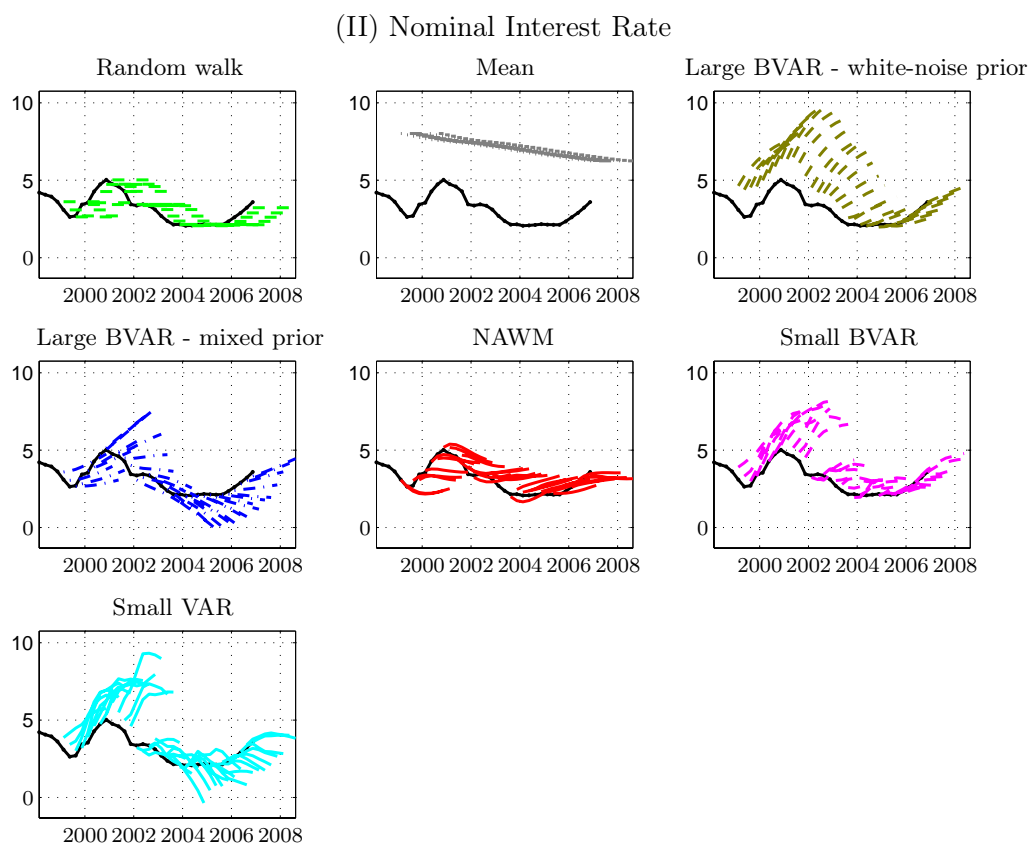 (II) Nominal Interest Rate
Random walk
Mean
Large BVAR - white-noise prior
10
5
0
2000 2002 2004 2006 2008
10
5
0
2000 2002 2004 2006 2008
10
5
0
2000 2002 2004 2006 2008
Large BVAR - mixed prior
NAWM
Small BVAR
10
5
0
2000 2002 2004 2006 2008
10
5
0
2000 2002 2004 2006 2008
10
5
0
2000 2002 2004 2006 2008
Small VAR
10
5
0
2000 2002 2004 2006 2008